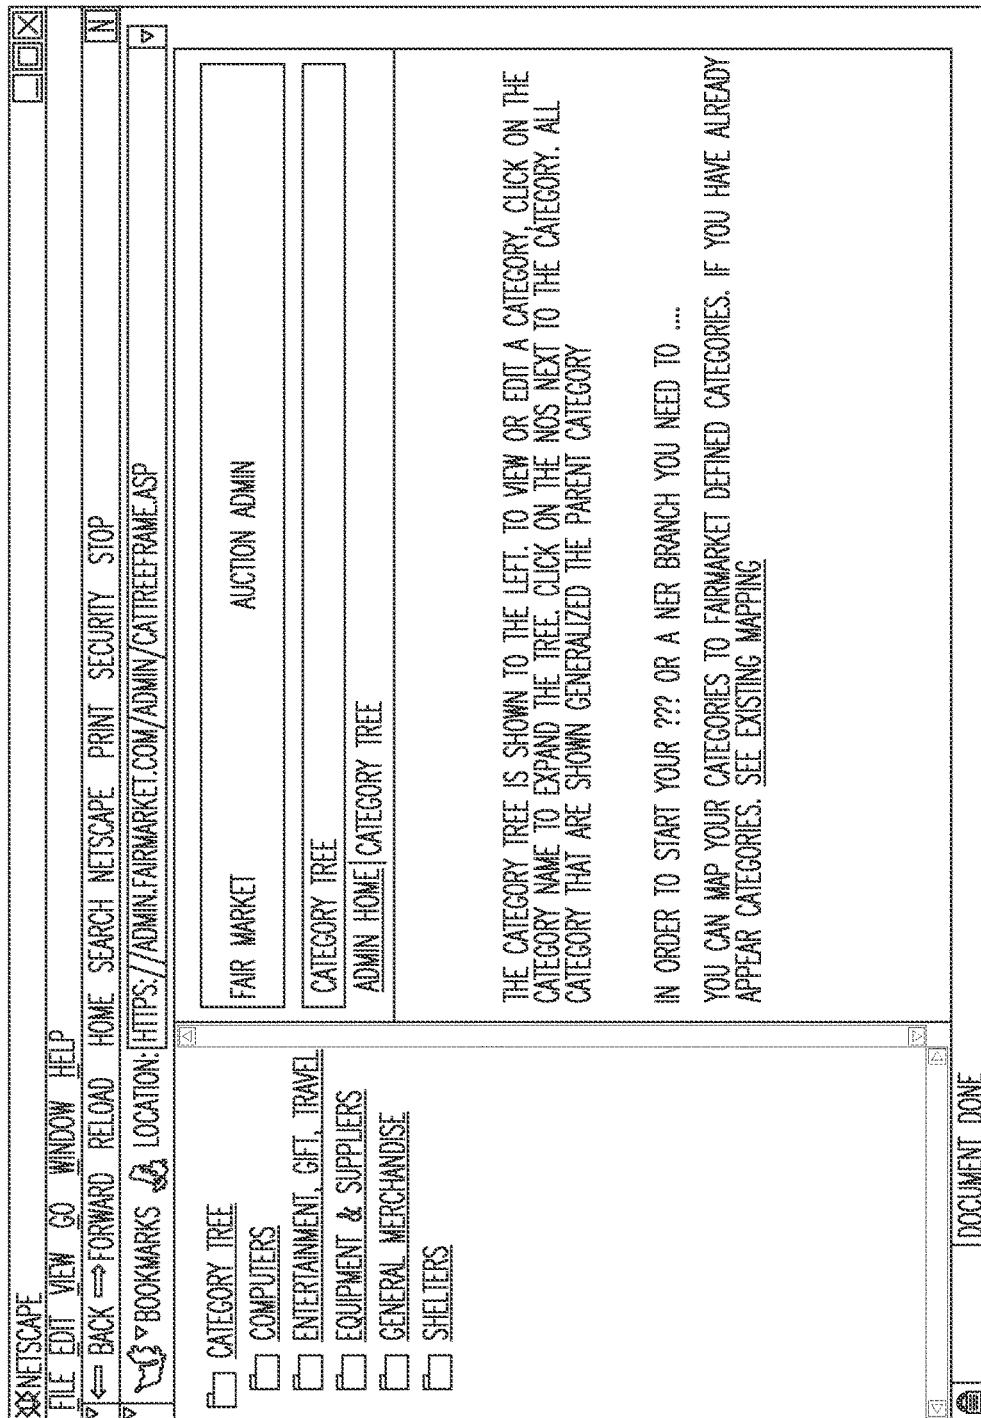 NETSCAPE
FILE EDIT VIEW GO WINDOW HELP
BACK FORWARD RELOAD HOME SEARCH NETSCAPE PRINT SECURITY STOP
N
BOOKMARKS LOCATION: HTTPS://ADMIN.FAIRMARKET.COM/ADMIN/CATTREEFRAME.ASP
CATEGORY TREE
COMPUTERS
ENTERTAINMENT, GIFT, TRAVEL
EQUIPMENT & SUPPLIERS
GENERAL MERCHANDISE
SHELTERS
FAIR MARKET AUCTION ADMIN
CATEGORY TREE
ADMIN HOME CATEGORY TREE
THE CATEGORY TREE IS SHOWN TO THE LEFT. TO VIEW OR EDIT A CATEGORY, CLICK ON THE
CATEGORY NAME TO EXPAND THE TREE. CLICK ON THE NOS NEXT TO THE CATEGORY. ALL
CATEGORY THAT ARE SHOWN GENERALIZED THE PARENT CATEGORY
IN ORDER TO START YOUR ??? OR A NER BRANCH YOU NEED TO ....
YOU CAN MAP YOUR CATEGORIES TO FAIRMARKET DEFINED CATEGORIES. IF YOU HAVE ALREADY
APPEAR CATEGORIES. SEE EXISTING MAPPING
DOCUMENT DONE